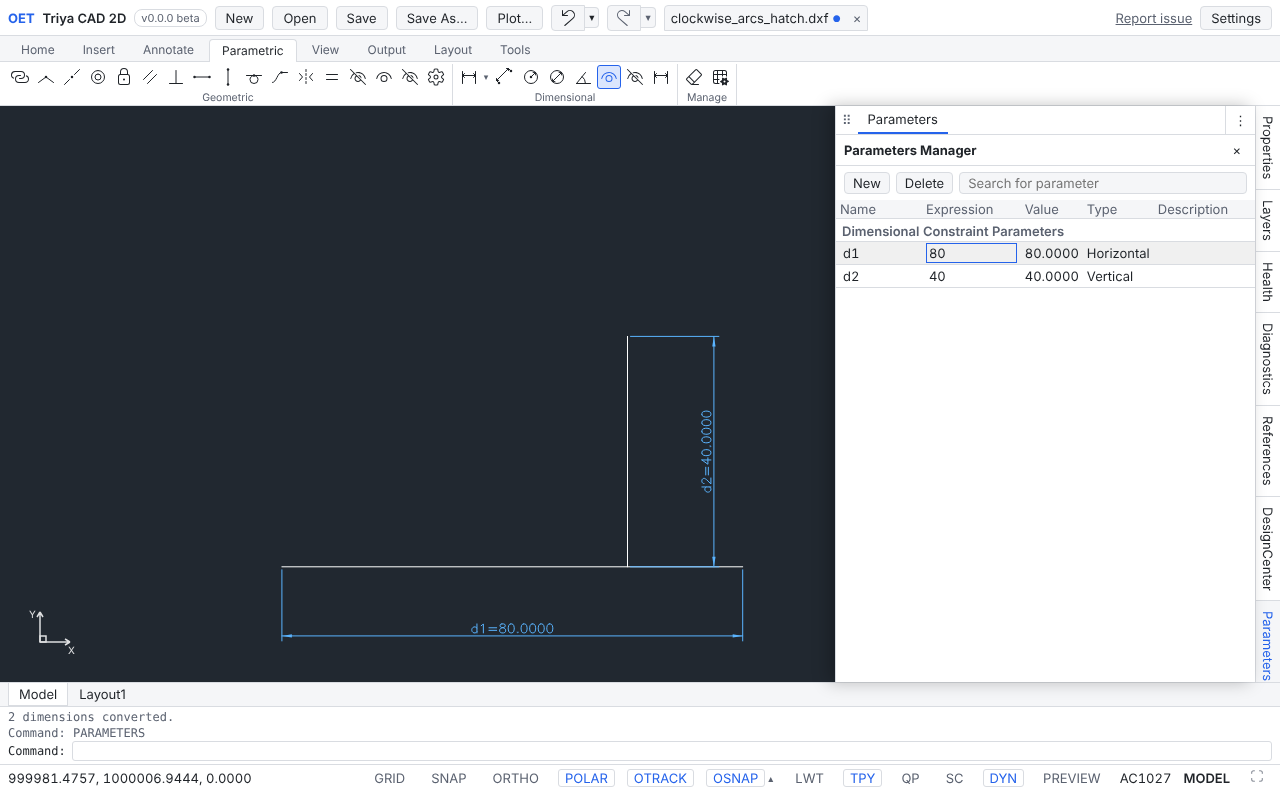 OET Triya CAD 2D v0.0.0 beta New Open Save Save As... Plot... clockwise_arcs_hatch.dxf × Report issue Settings
Home Insert Annotate Parametric View Output Layout Tools
Geometric Dimensional Manage
Parameters
Parameters Manager ×
New Delete Search for parameter
Name Expression Value Type Description
Dimensional Constraint Parameters
d1 80 80.0000 Horizontal
d2 40 40.0000 Vertical
Properties
Layers
Health
Diagnostics
References
DesignCenter
Parameters
d2=40.0000
d1=80.0000
Y
X
Model Layout1
2 dimensions converted.
Command: PARAMETERS
Command:
999981.4757, 1000006.9444, 0.0000 GRID SNAP ORTHO POLAR OTRACK OSNAP LWT TPY QP SC DYN PREVIEW AC1027 MODEL